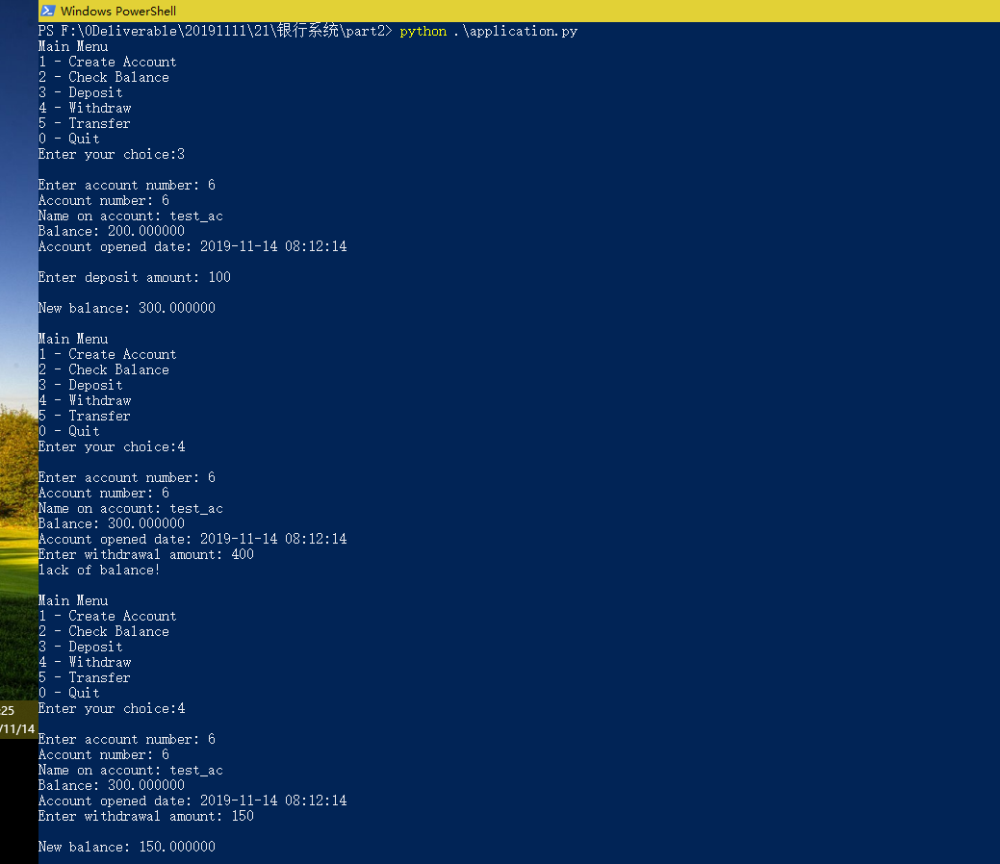 Windows PowerShell
PS F:\0Deliverable\20191111\21\银行系统\part2> python .\application.py
Main Menu
1 - Create Account
2 - Check Balance
3 - Deposit
4 - Withdraw
5 - Transfer
0 - Quit
Enter your choice:3
Enter account number: 6
Account number: 6
Name on account: test_ac
Balance: 200.000000
Account opened date: 2019-11-14 08:12:14
Enter deposit amount: 100
New balance: 300.000000
Main Menu
1 - Create Account
2 - Check Balance
3 - Deposit
4 - Withdraw
5 - Transfer
0 - Quit
Enter your choice:4
Enter account number: 6
Account number: 6
Name on account: test_ac
Balance: 300.000000
Account opened date: 2019-11-14 08:12:14
Enter withdrawal amount: 400
lack of balance!
Main Menu
1 - Create Account
2 - Check Balance
3 - Deposit
4 - Withdraw
5 - Transfer
0 - Quit
Enter your choice:4
:25
/11/14
Enter account number: 6
Account number: 6
Name on account: test_ac
Balance: 300.000000
Account opened date: 2019-11-14 08:12:14
Enter withdrawal amount: 150
New balance: 150.000000